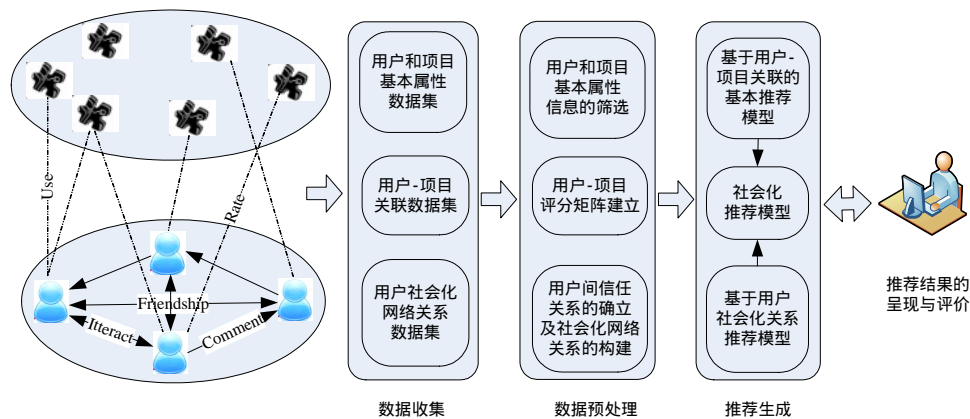 Use
Rate
Friendship
Itteract
Comment
用户和项目
基本属性
数据集
用户-项目
关联数据集
用户社会化
网络关系
数据集
数据收集
用户和项目
基本属性
信息的筛选
用户-项目
评分矩阵建立
用户间信任
关系的确立
及社会化网络
关系的构建
数据预处理
基于用户-
项目关联的
基本推荐
模型
社会化
推荐模型
基于用户
社会化关系
推荐模型
推荐生成
推荐结果的
呈现与评价